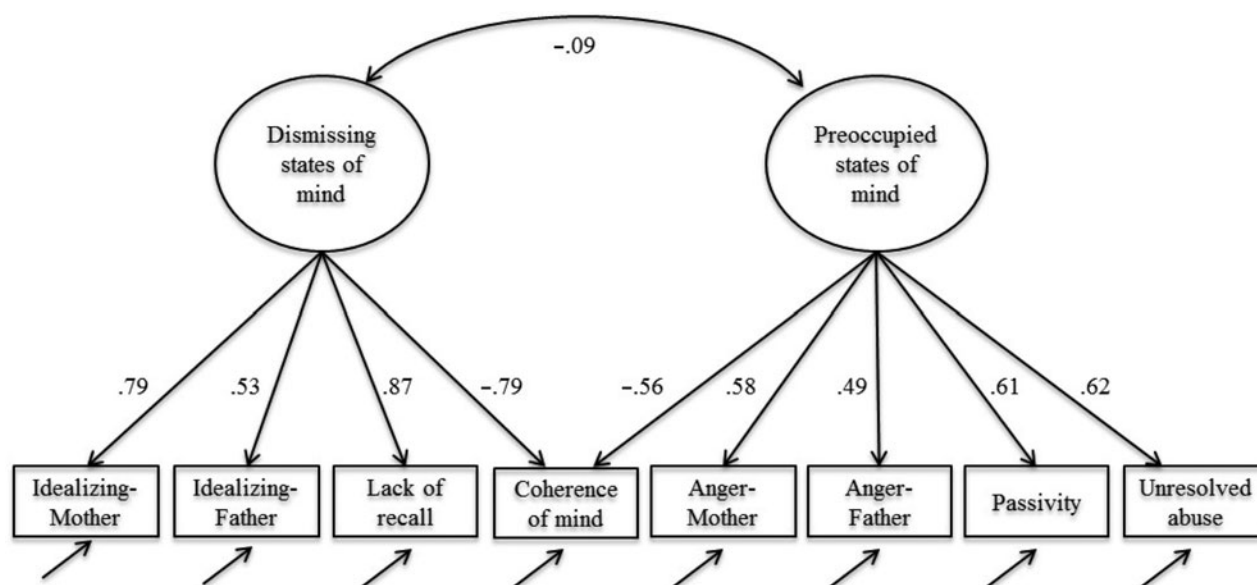 -.09
Dismissing
states of
mind
Preoccupied
states of
mind
.79
.53
.87
-.79
-.56
.58
.49
.61
.62
Idealizing-
Mother
Idealizing-
Father
Lack of
recall
Coherence
of mind
Anger-
Mother
Anger-
Father
Passivity
Unresolved
abuse